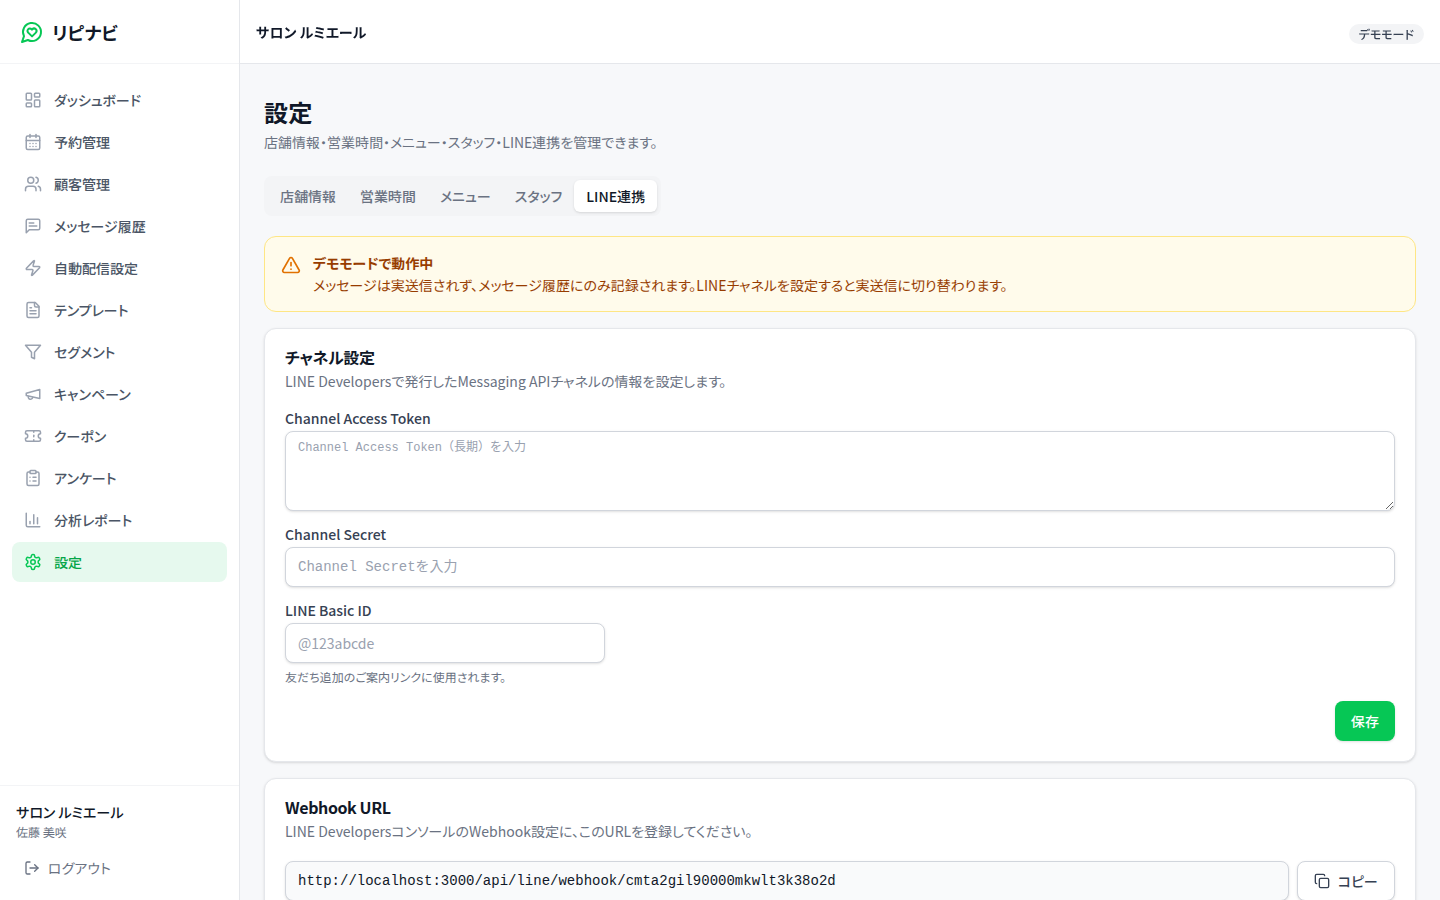 リピナビ
サロン ルミエール
デモモード
ダッシュボード
予約管理
顧客管理
メッセージ履歴
自動配信設定
テンプレート
セグメント
キャンペーン
クーポン
アンケート
分析レポート
設定
サロン ルミエール
佐藤 美咲
ログアウト
設定
店舗情報・営業時間・メニュー・スタッフ・LINE連携を管理できます。
店舗情報 営業時間 メニュー スタッフ LINE連携
デモモードで動作中
メッセージは実送信されず、メッセージ履歴にのみ記録されます。LINEチャネルを設定すると実送信に切り替わります。
チャネル設定
LINE Developersで発行したMessaging APIチャネルの情報を設定します。
Channel Access Token
Channel Access Token（長期）を入力
Channel Secret
Channel Secretを入力
LINE Basic ID
@123abcde
友だち追加のご案内リンクに使用されます。
保存
Webhook URL
LINE DevelopersコンソールのWebhook設定に、このURLを登録してください。
http://localhost:3000/api/line/webhook/cmta2gil90000mkwlt3k38o2d
コピー